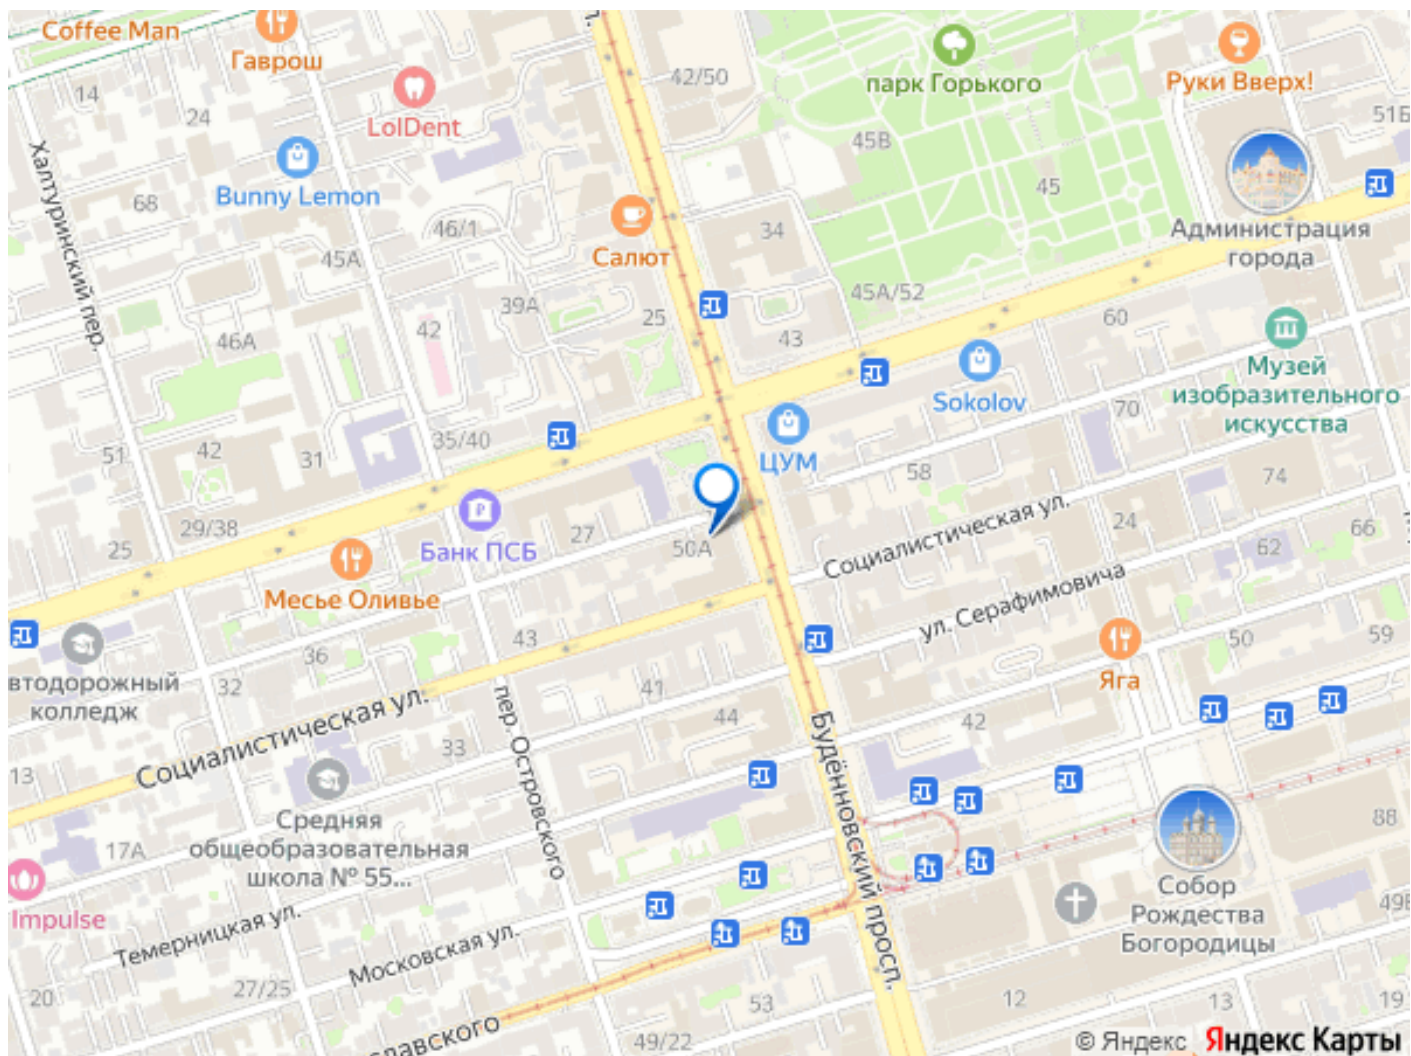 Coffee Man
Гаврош
14
24
LolDent
42/50
парк Горького
Руки Вверх!
51Б
45В
Bunny Lemon
68
Халтуринский пер.
45
Администрация
города
46/1
34
Салют
45А
39А
25
45А/52
42
43
60
46А
Музей
изобразительного
искусства
Sokolov
70
35/40
42
51
31
ЦУМ
58
74
29/38
27
Банк ПСБ
50А
24
66
62
25
Месье Оливье
Социалистическая ул.
ул. Серафимовича
43
36
50
59
втодорожный
колледж
32
41
Яга
пер. Островского
44
42
Социалистическая ул.
33
Будённовский просп.
13
Средняя
общеобразовательная
школа № 55...
17А
88
Impulse
Собор
Рождества
Богородицы
49В
Темерницкая ул.
Московская ул.
20
27/25
53
12
13
19
49/22
лавского
© Яндекс Яндекс Карты